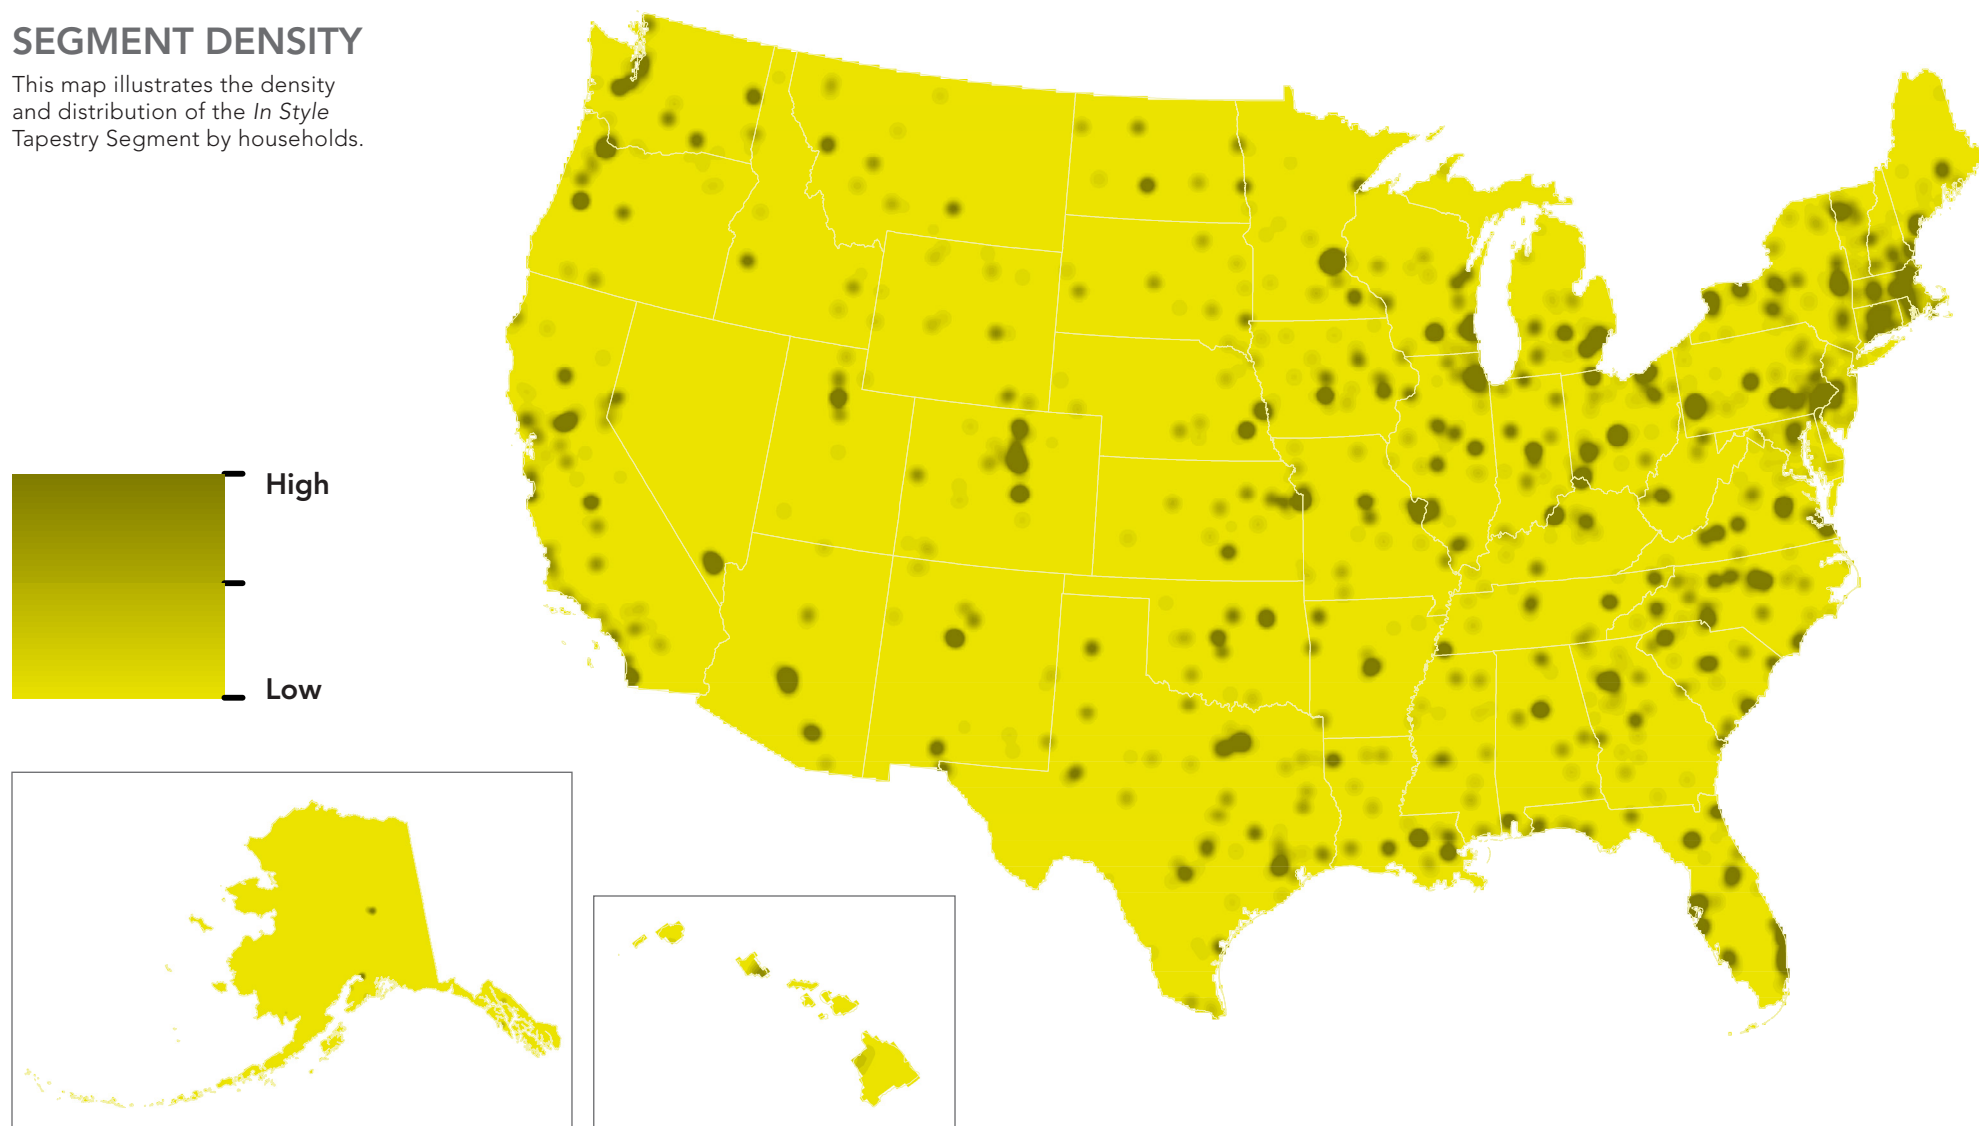 SEGMENT DENSITY
This map illustrates the density
and distribution of the In Style
Tapestry Segment by households.
High
Low